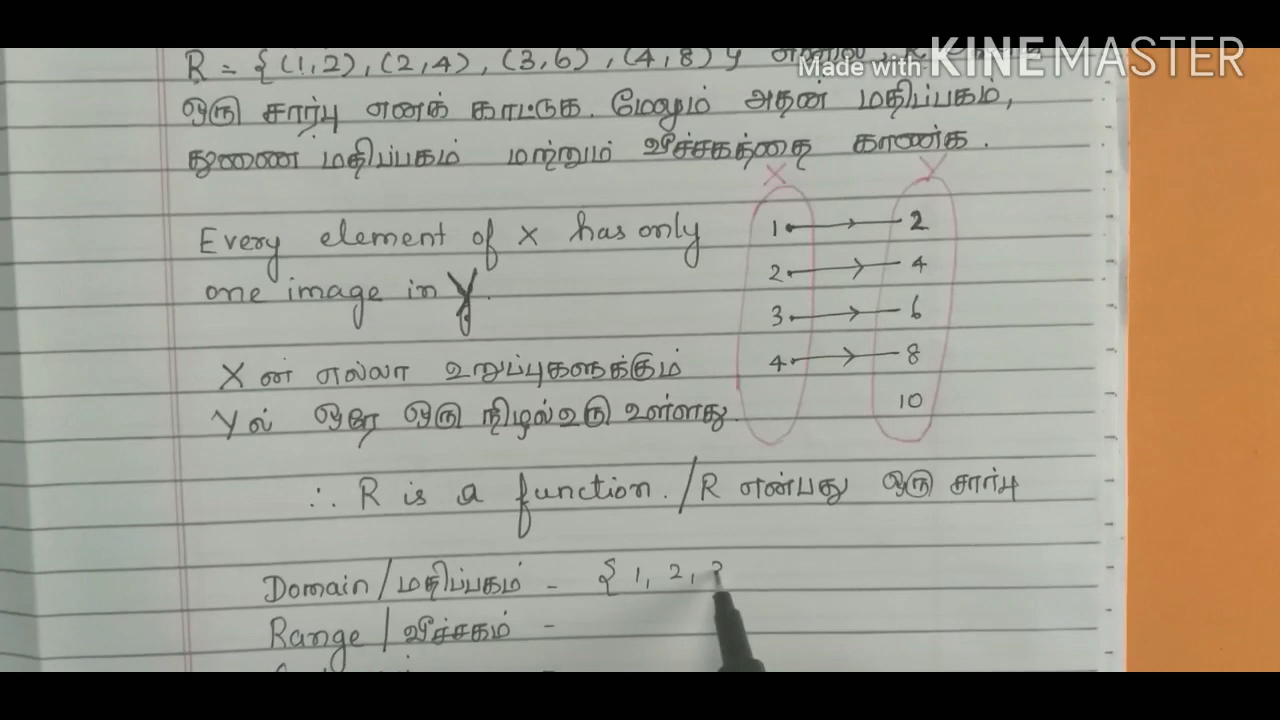 Made with KINEMASTER
R = {(1,2), (2,4), (3,6), (4,8)}
ஒரு சார்பு எனக் காட்டுக. மேலும் அதன் மதிப்பகம்,
துணை மதிப்பகம் மற்றும் வீச்சகத்தை காண்க.
X Y
Every element of x has only
1 2
2 4
one image in Y.
3 6
X ன் எல்லா உறுப்புகளுக்கும்
4 8
Y ல் ஒரே ஒரு நிழல் உரு உள்ளது.
10
∴ R is a function. / R என்பது ஒரு சார்பு
Domain / மதிப்பகம் - { 1, 2,
Range / வீச்சகம் -